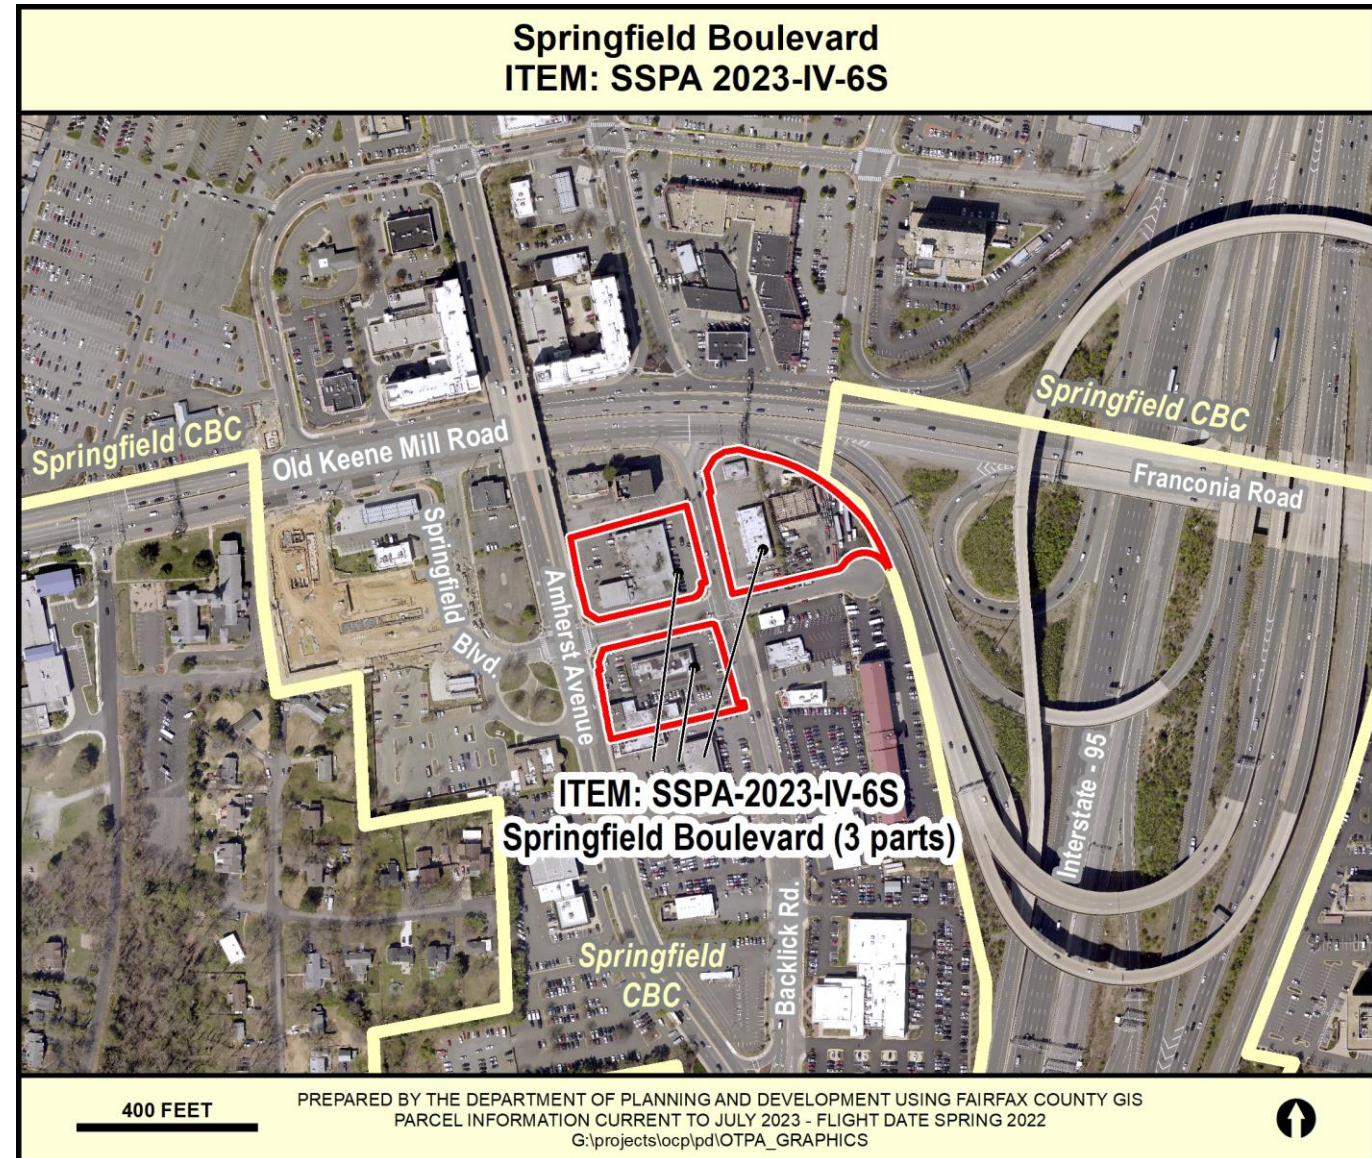 Springfield Boulevard
ITEM: SSPA 2023-IV-6S
Springfield CBC
Springfield CBC
Old Keene Mill Road
Franconia Road
Springfield
Blvd.
Amherst Avenue
Interstate - 95
ITEM: SSPA-2023-IV-6S
Springfield Boulevard (3 parts)
Backlick Rd.
Springfield
CBC
400 FEET
PREPARED BY THE DEPARTMENT OF PLANNING AND DEVELOPMENT USING FAIRFAX COUNTY GIS
PARCEL INFORMATION CURRENT TO JULY 2023 - FLIGHT DATE SPRING 2022
G:\projects\ocp\pd\OTPA_GRAPHICS